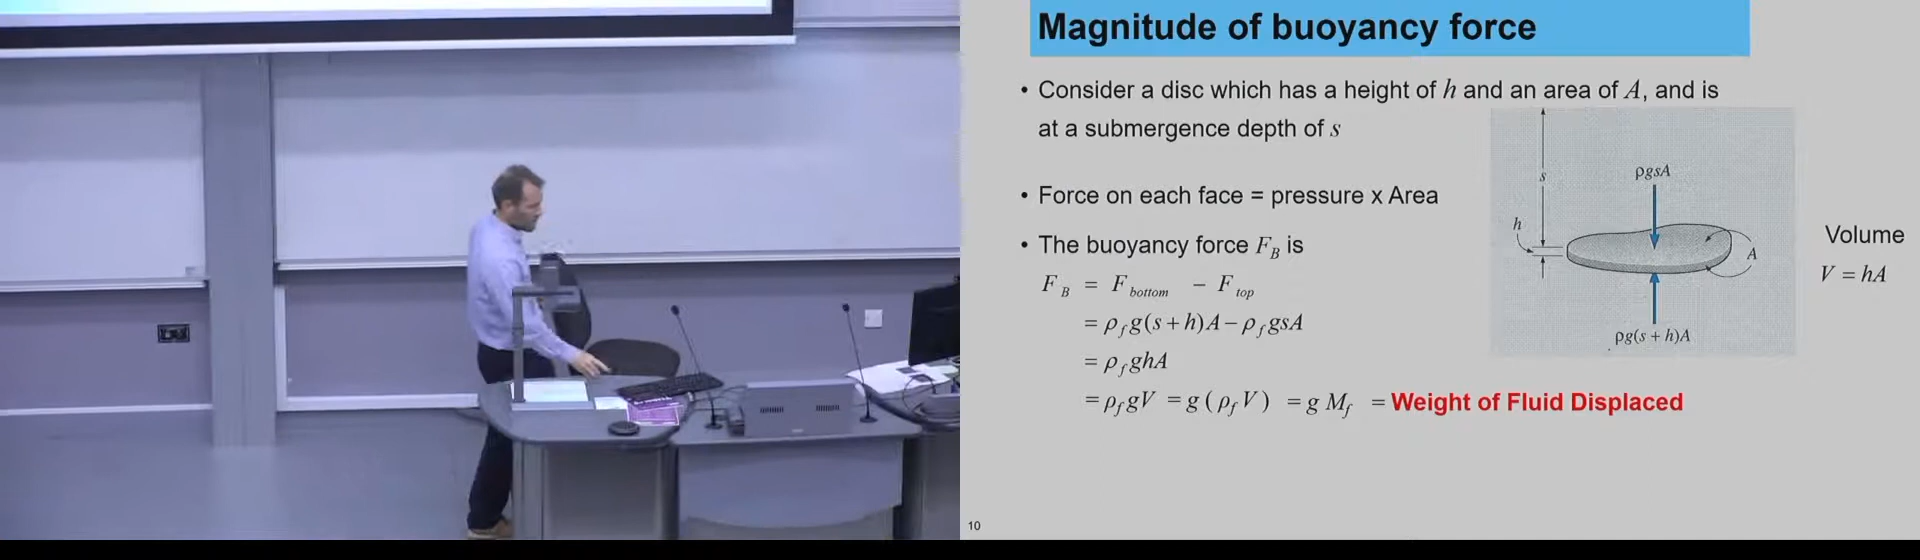 Magnitude of buoyancy force
• Consider a disc which has a height of h and an area of A, and is
at a submergence depth of s
• Force on each face = pressure x Area
• The buoyancy force F_B is
F_B = F_bottom − F_top
= ρ_f g(s+h)A − ρ_f gsA
= ρ_f ghA
= ρ_f gV = g(ρ_f V) = g M_f = Weight of Fluid Displaced
s
ρgsA
h
A
ρg(s + h)A
Volume
V = hA
10